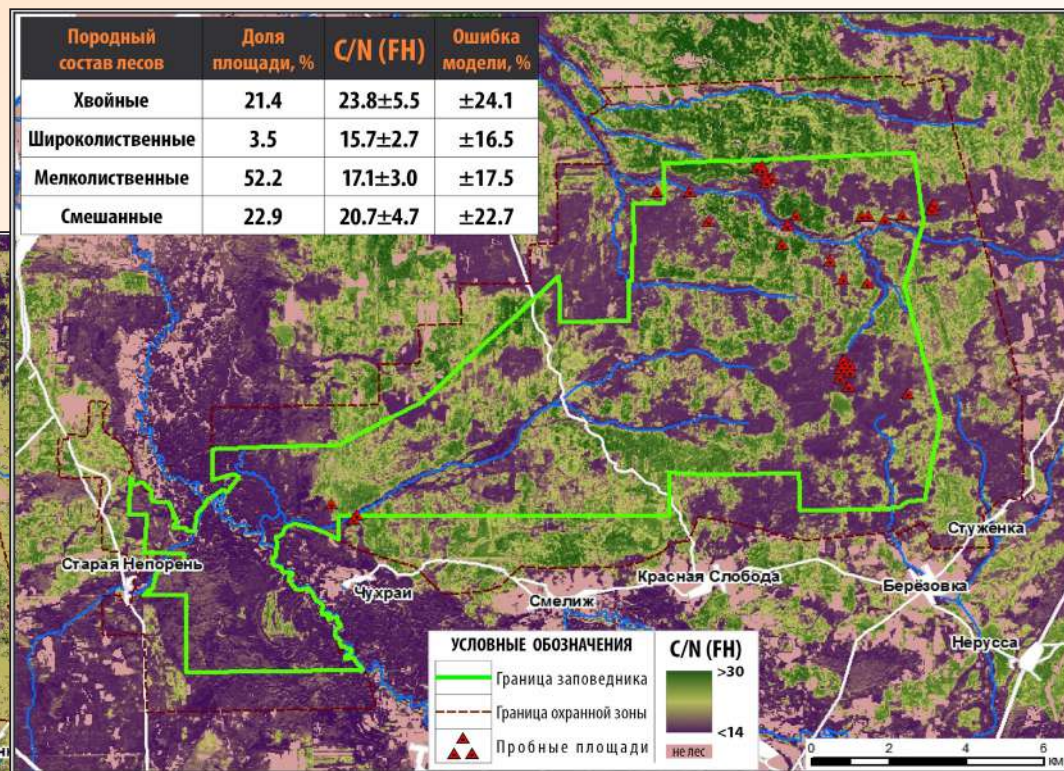 Породный состав лесов Доля площади, % C/N (FH) Ошибка модели, %
Хвойные 21.4 23.8±5.5 ±24.1
Широколиственные 3.5 15.7±2.7 ±16.5
Мелколиственные 52.2 17.1±3.0 ±17.5
Смешанные 22.9 20.7±4.7 ±22.7
Стуженка
Старая Непорень
Чухраи
Смелиж
Красная Слобода
Берёзовка
Нерусса
УСЛОВНЫЕ ОБОЗНАЧЕНИЯ
Граница заповедника
Граница охранной зоны
Пробные площади
C/N (FH)
>30
<14
не лес
0 2 4 6